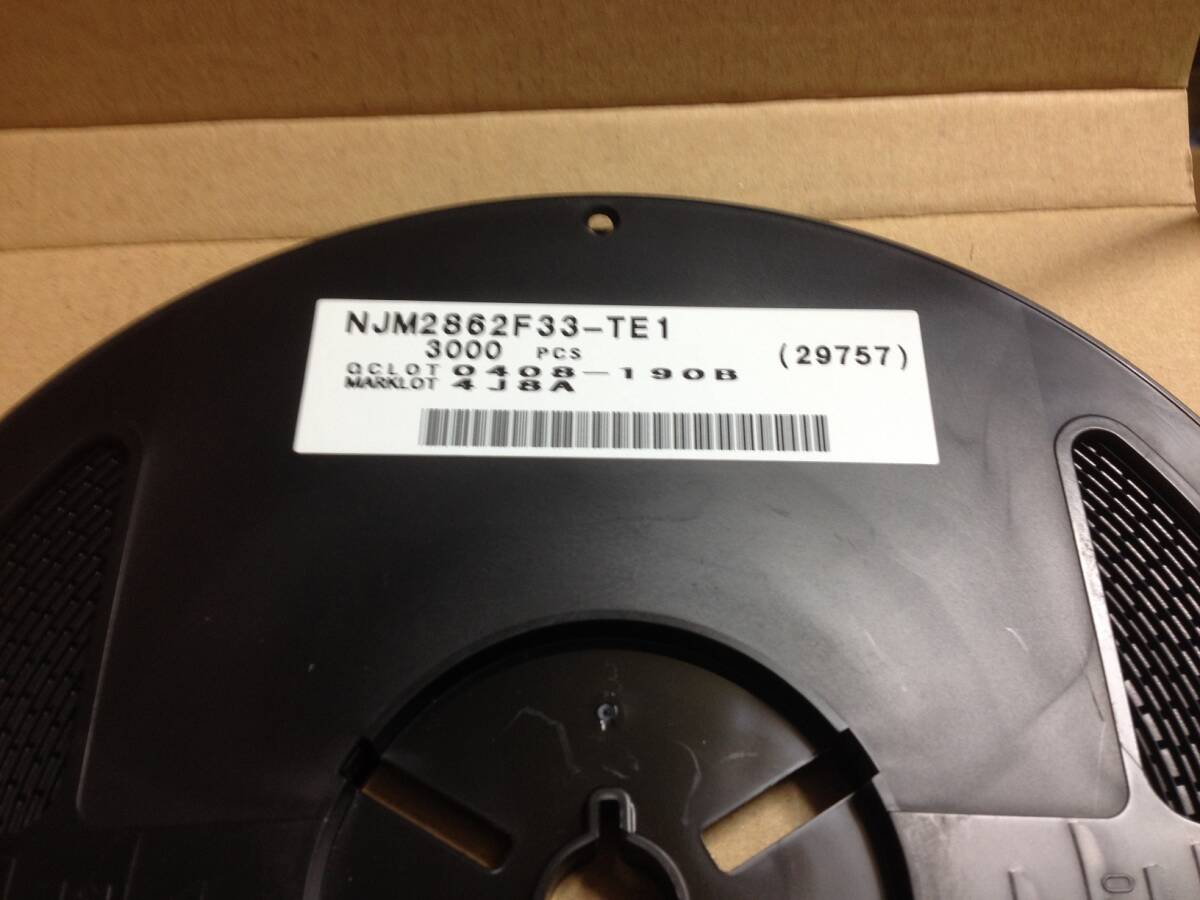 NJM2862F33-TE1
3000 PCS (29757)
QCLOT 0408-190B
MARKLOT 4J8A